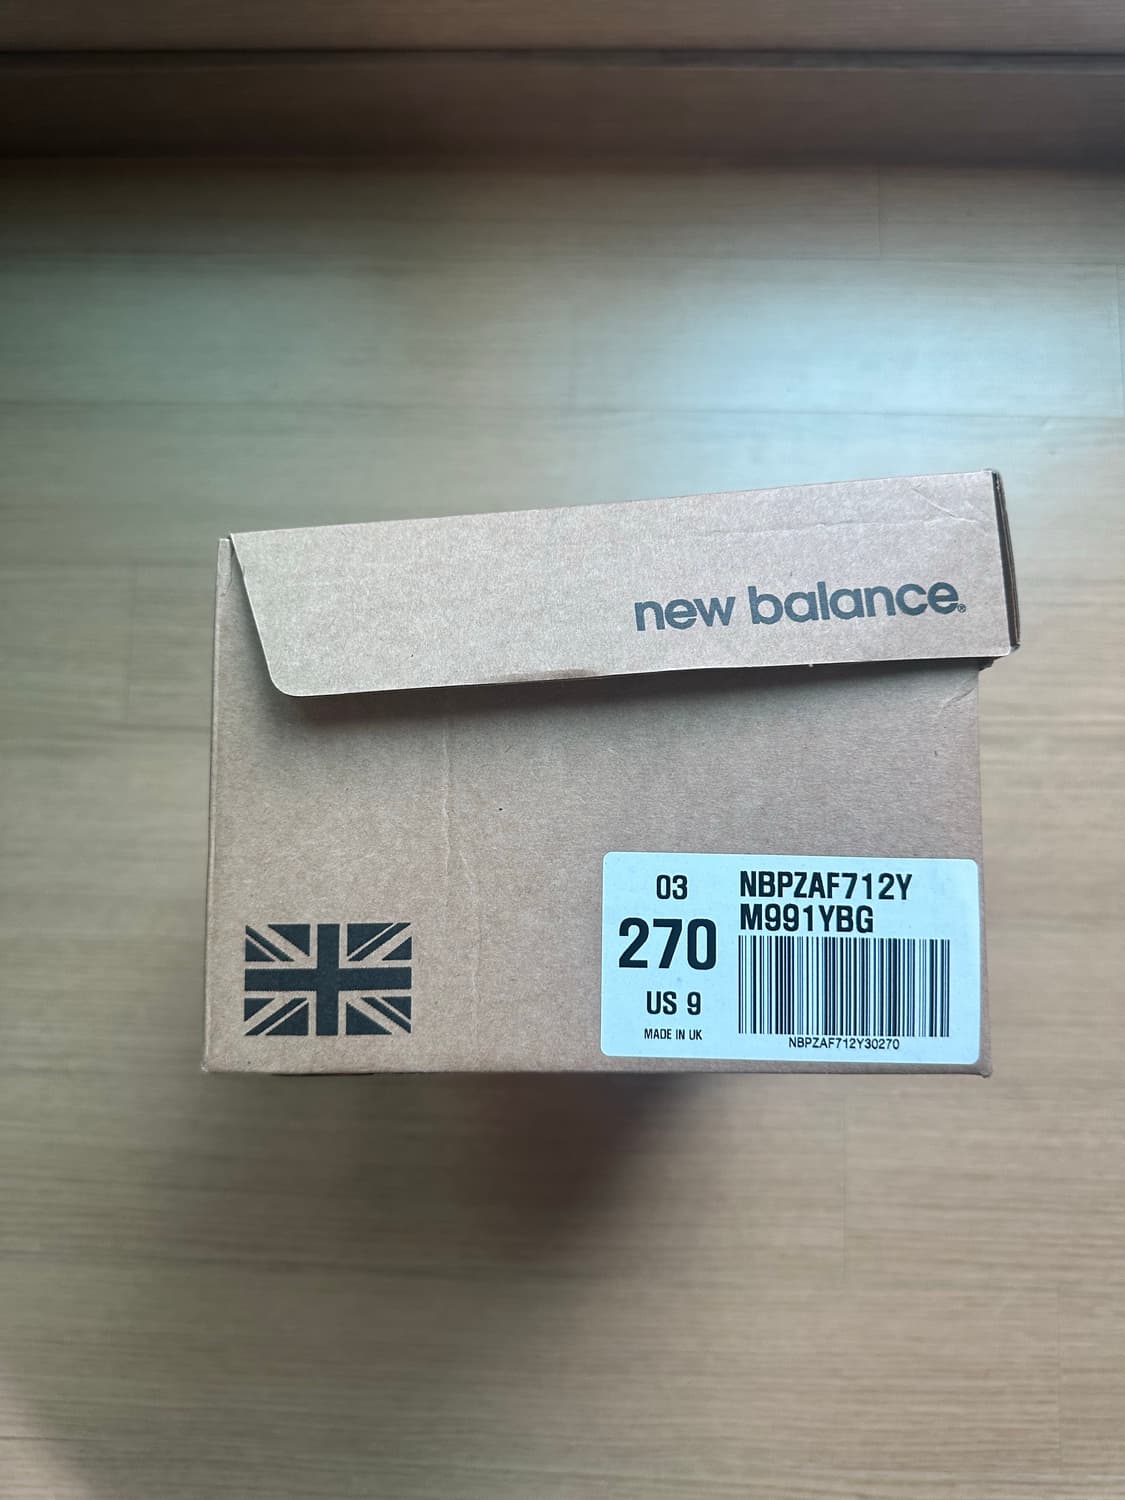 new balance®
03
270
US 9
MADE IN UK
NBPZAF712Y
M991YBG
NBPZAF712Y30270